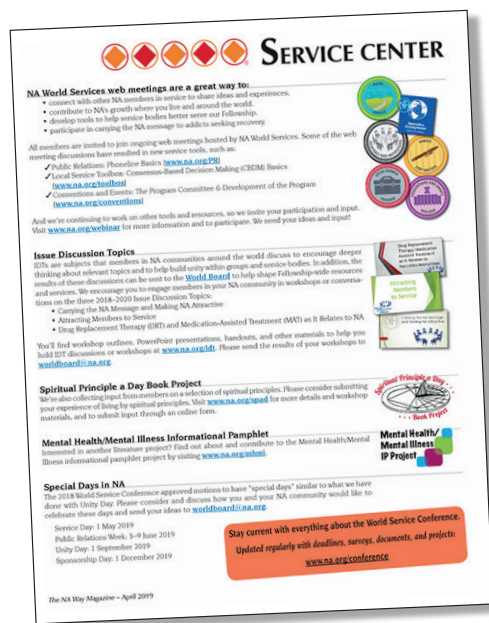 SERVICE CENTER
NA World Services web meetings are a great way to:
• connect with other NA members in service to share ideas and experiences.
• contribute to NA's growth where you live and around the world.
• develop tools to help service bodies better serve our Fellowship.
• participate in carrying the NA message to addicts seeking recovery.
All members are invited to join ongoing web meetings hosted by NA World Services. Some of the web
meeting discussions have resulted in new service tools, such as:
✓Public Relations: Phoneline Basics [www.na.org/PR]
✓Local Service Toolbox: Consensus-Based Decision Making (CBDM) Basics
[www.na.org/toolbox]
✓Conventions and Events: The Program Committee & Development of the Program
[www.na.org/conventions]
And we're continuing to work on other tools and resources, so we invite your participation and input.
Visit www.na.org/webinar for more information and to participate. We need your ideas and input!
Issue Discussion Topics
IDTs are subjects that members in NA communities around the world discuss to encourage deeper
thinking about relevant topics and to help build unity within groups and service bodies. In addition, the
results of these discussions can be sent to the World Board to help shape Fellowship-wide resources
and services. We encourage you to engage members in your NA community in workshops or conversa-
tions on the three 2018–2020 Issue Discussion Topics:
• Carrying the NA Message and Making NA Attractive
• Attracting Members to Service
• Drug Replacement Therapy (DRT) and Medication-Assisted Treatment (MAT) as It Relates to NA
You'll find workshop outlines, PowerPoint presentations, handouts, and other materials to help you
hold IDT discussions or workshops at www.na.org/idt. Please send the results of your workshops to
worldboard@na.org.
Drug Replacement
Therapy/Medication
Assisted Treatment
as It Relates to
Attracting
Members
to Service
Spiritual Principle a Day Book Project
We're also collecting input from members on a selection of spiritual principles. Please consider submitting
your experience of living by spiritual principles. Visit www.na.org/spad for more details and workshop
materials, and to submit input through an online form.
Spiritual Principle a Day
Book Project
Mental Health/Mental Illness Informational Pamphlet
Interested in another literature project? Find out about and contribute to the Mental Health/Mental
Illness informational pamphlet project by visiting www.na.org/mhmi.
Mental Health/
Mental Illness
IP Project
Special Days in NA
The 2018 World Service Conference approved motions to have "special days" similar to what we have
done with Unity Day. Please consider and discuss how you and your NA community would like to
celebrate these days and send your ideas to worldboard@na.org.
Service Day: 1 May 2019
Public Relations Week: 3–9 June 2019
Unity Day: 1 September 2019
Sponsorship Day: 1 December 2019
Stay current with everything about the World Service Conference.
Updated regularly with deadlines, surveys, documents, and projects:
www.na.org/conference
The NA Way Magazine – April 2019